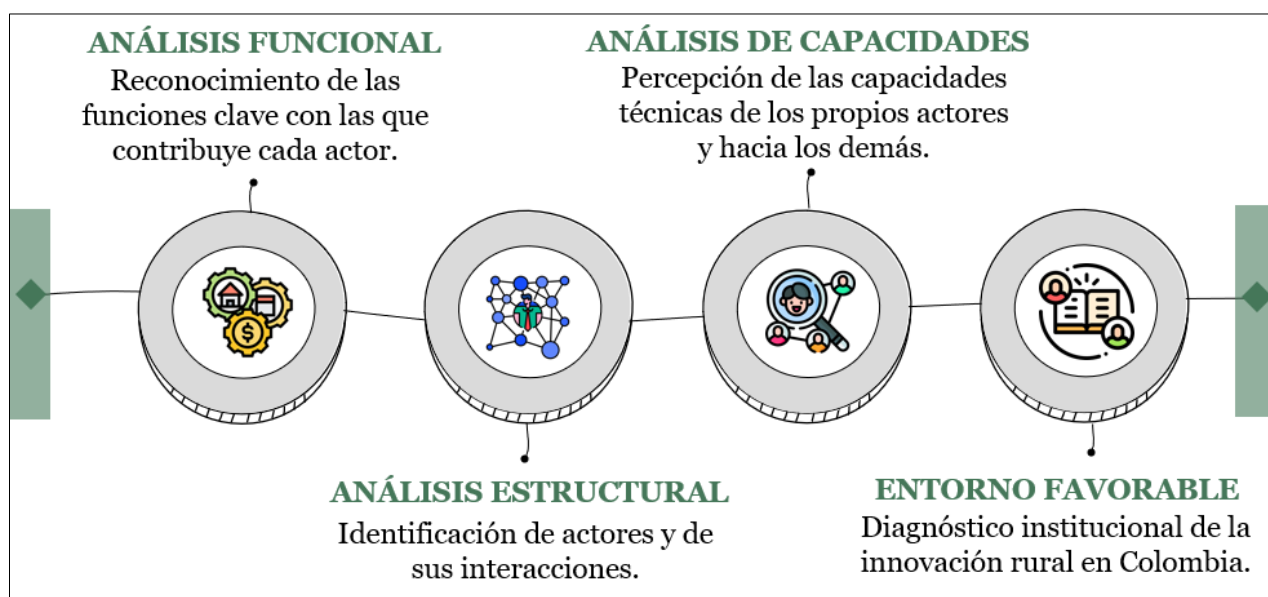 ANÁLISIS FUNCIONAL
Reconocimiento de las
funciones clave con las que
contribuye cada actor.
ANÁLISIS DE CAPACIDADES
Percepción de las capacidades
técnicas de los propios actores
y hacia los demás.
$
ANÁLISIS ESTRUCTURAL
Identificación de actores y de
sus interacciones.
ENTORNO FAVORABLE
Diagnóstico institucional de la
innovación rural en Colombia.